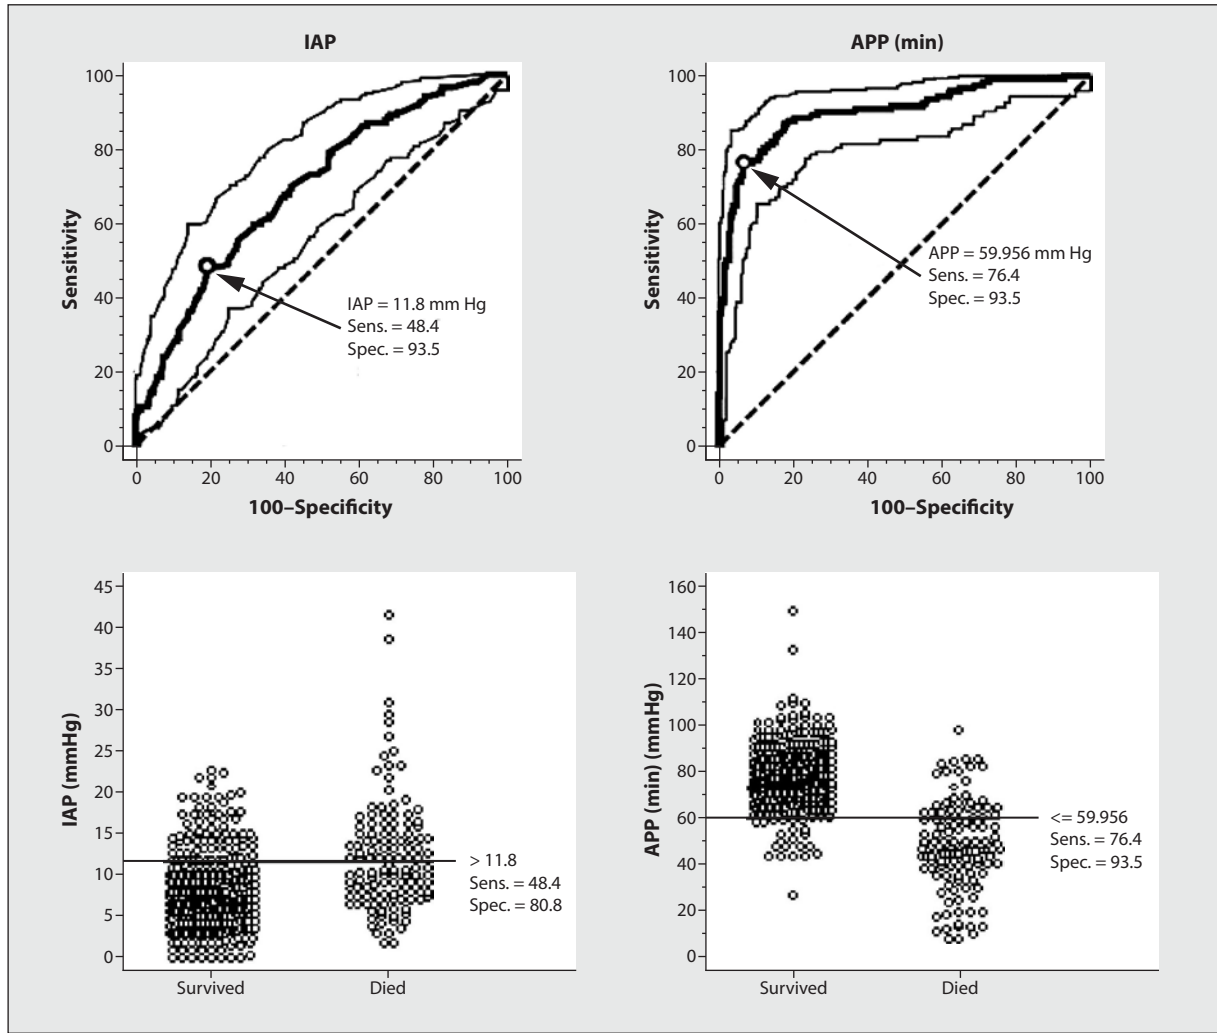 IAP
100
80
60
40
20
0
Sensitivity
IAP = 11.8 mm Hg
Sens. = 48.4
Spec. = 93.5
0 20 40 60 80 100
100–Specificity
APP (min)
100
80
60
40
20
0
Sensitivity
APP = 59.956 mm Hg
Sens. = 76.4
Spec. = 93.5
0 20 40 60 80 100
100–Specificity
45
40
35
30
25
20
15
10
5
0
IAP (mmHg)
> 11.8
Sens. = 48.4
Spec. = 80.8
Survived Died
160
140
120
100
80
60
40
20
0
APP (min) (mmHg)
<= 59.956
Sens. = 76.4
Spec. = 93.5
Survived Died